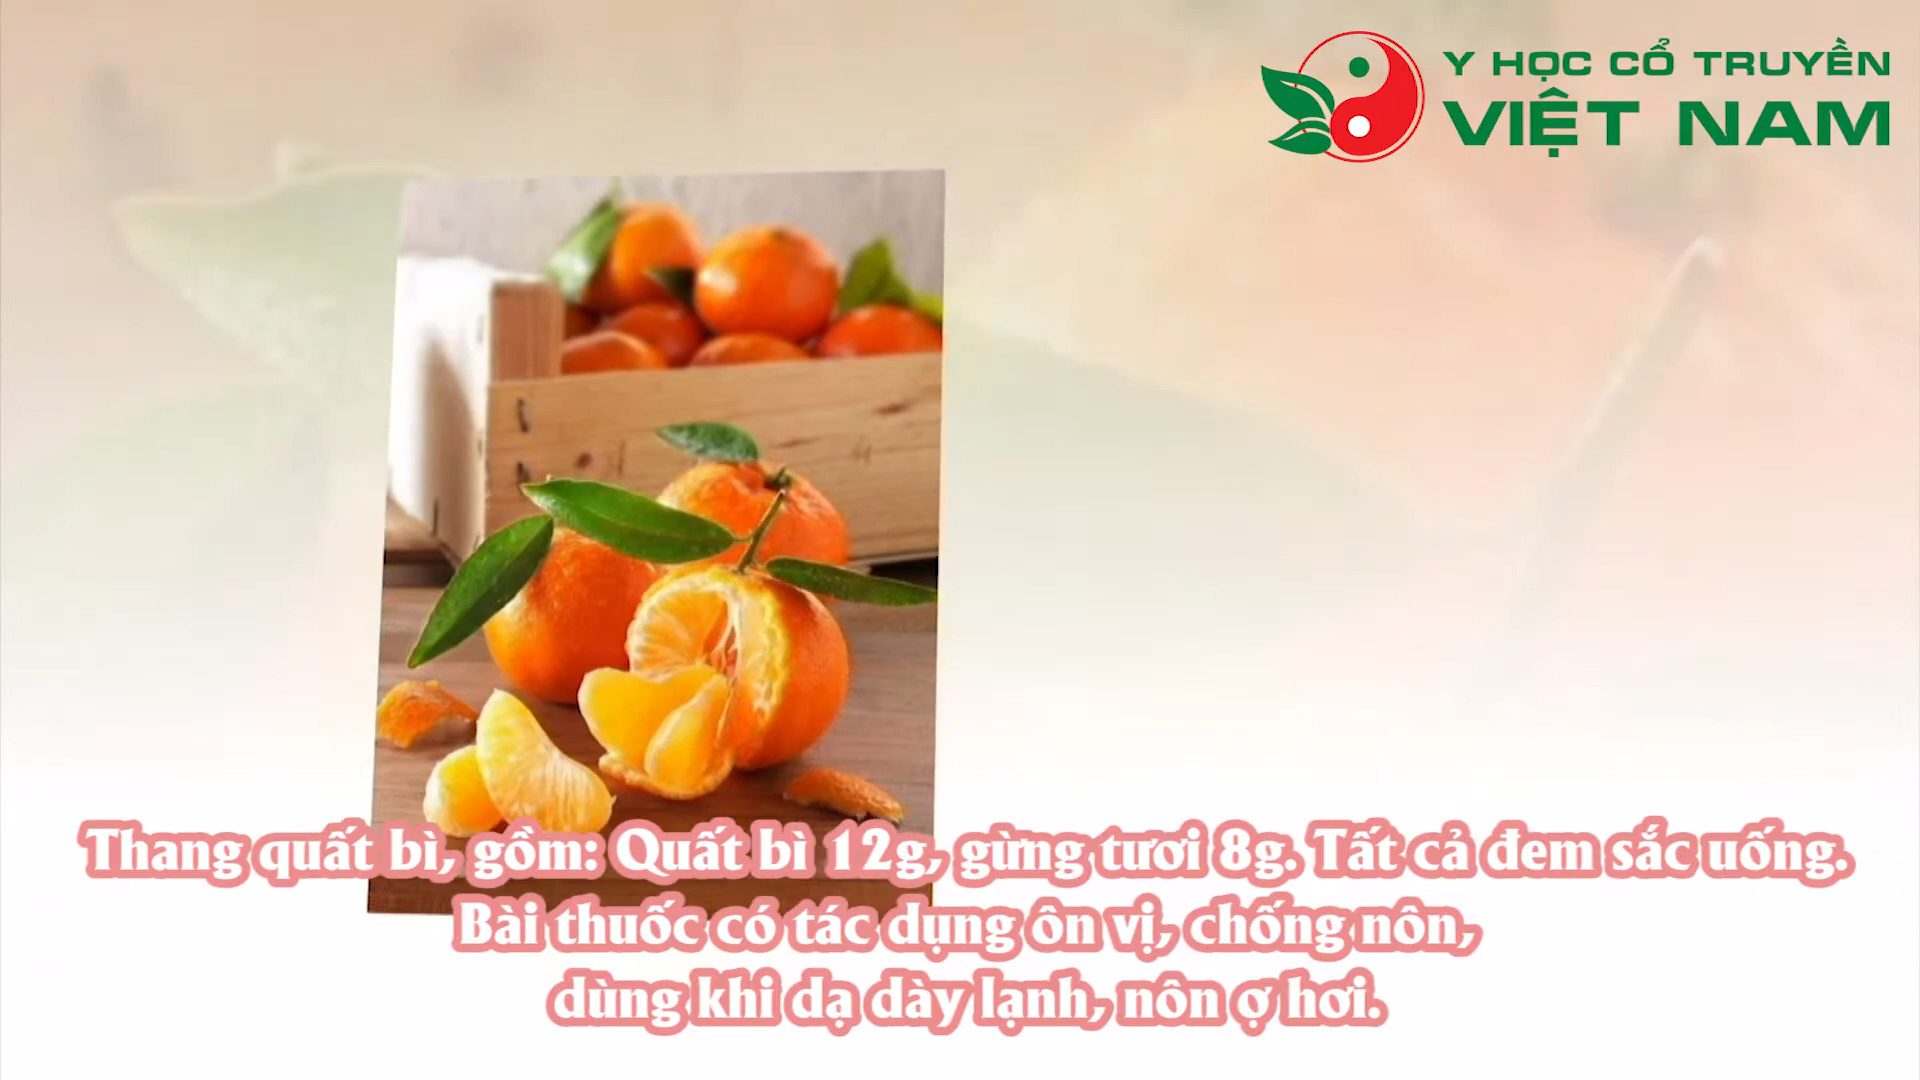 Y HỌC CỔ TRUYỀN
VIỆT NAM
Thang quất bì, gồm: Quất bì 12g, gừng tươi 8g. Tất cả đem sắc uống.
Bài thuốc có tác dụng ôn vị, chống nôn,
dùng khi dạ dày lạnh, nôn ợ hơi.